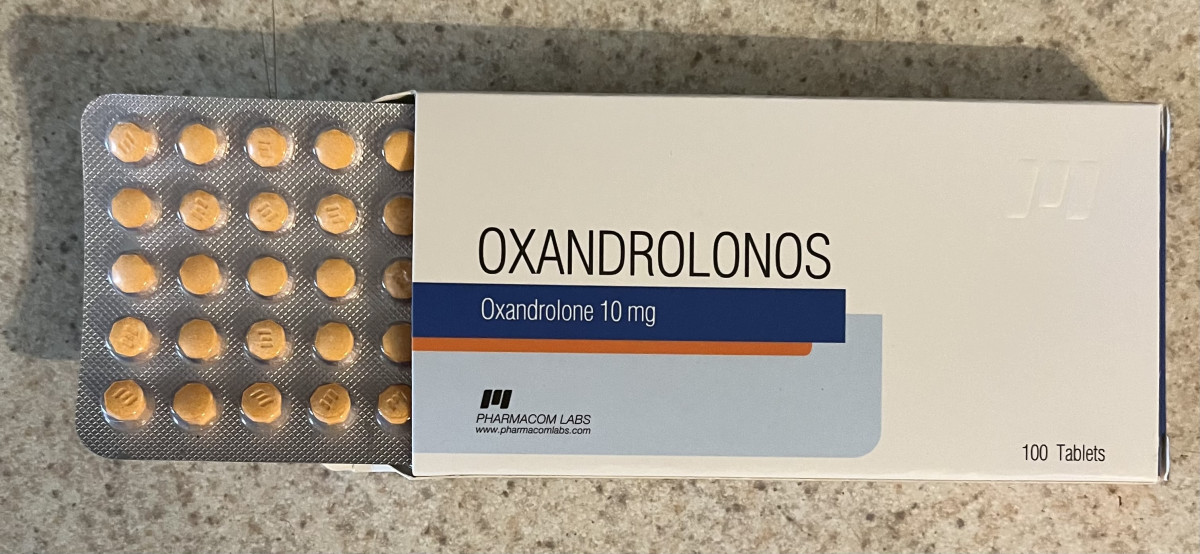 OXANDROLONOS
Oxandrolone 10 mg
PHARMACOM LABS
www.pharmacomlabs.com
100 Tablets